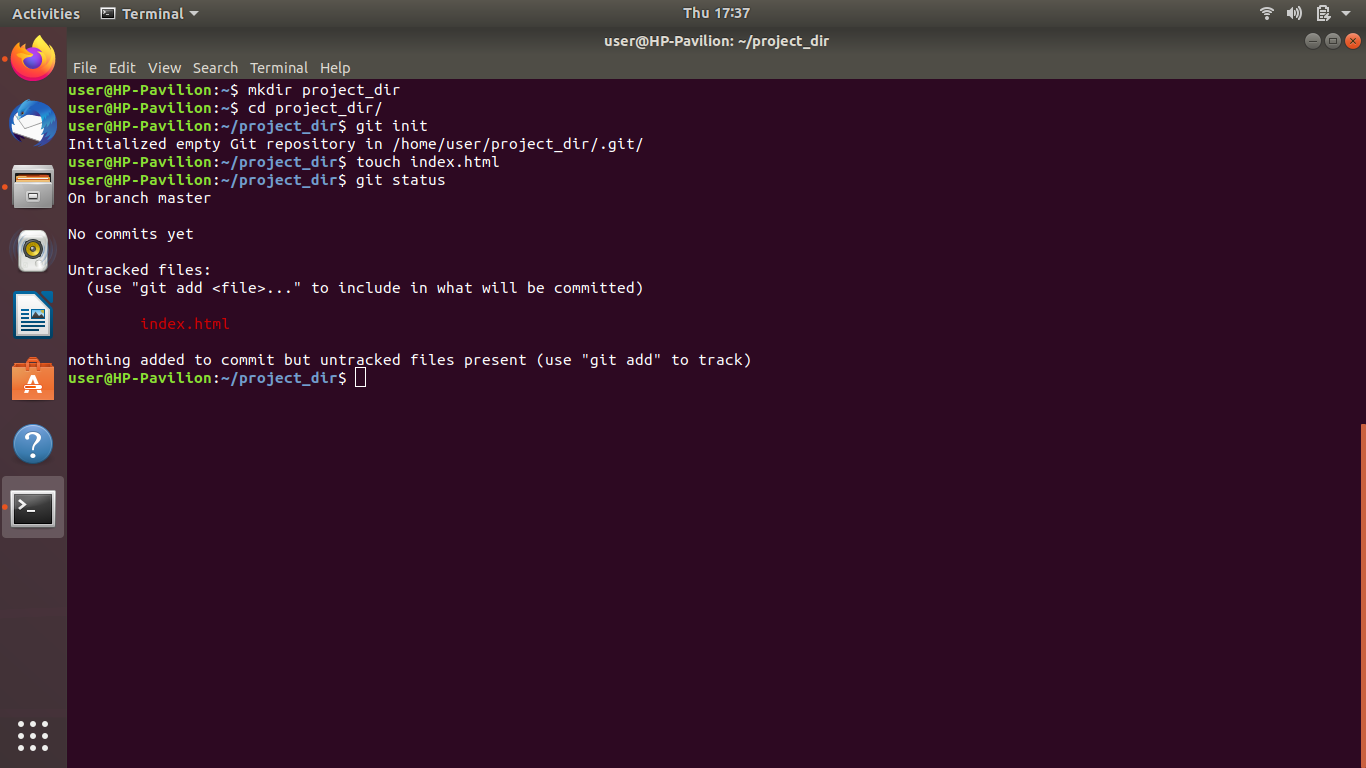 Activities Terminal Thu 17:37
user@HP-Pavilion: ~/project_dir
File Edit View Search Terminal Help
user@HP-Pavilion:~$ mkdir project_dir
user@HP-Pavilion:~$ cd project_dir/
user@HP-Pavilion:~/project_dir$ git init
Initialized empty Git repository in /home/user/project_dir/.git/
user@HP-Pavilion:~/project_dir$ touch index.html
user@HP-Pavilion:~/project_dir$ git status
On branch master
No commits yet
Untracked files:
  (use "git add <file>..." to include in what will be committed)
        index.html
nothing added to commit but untracked files present (use "git add" to track)
user@HP-Pavilion:~/project_dir$